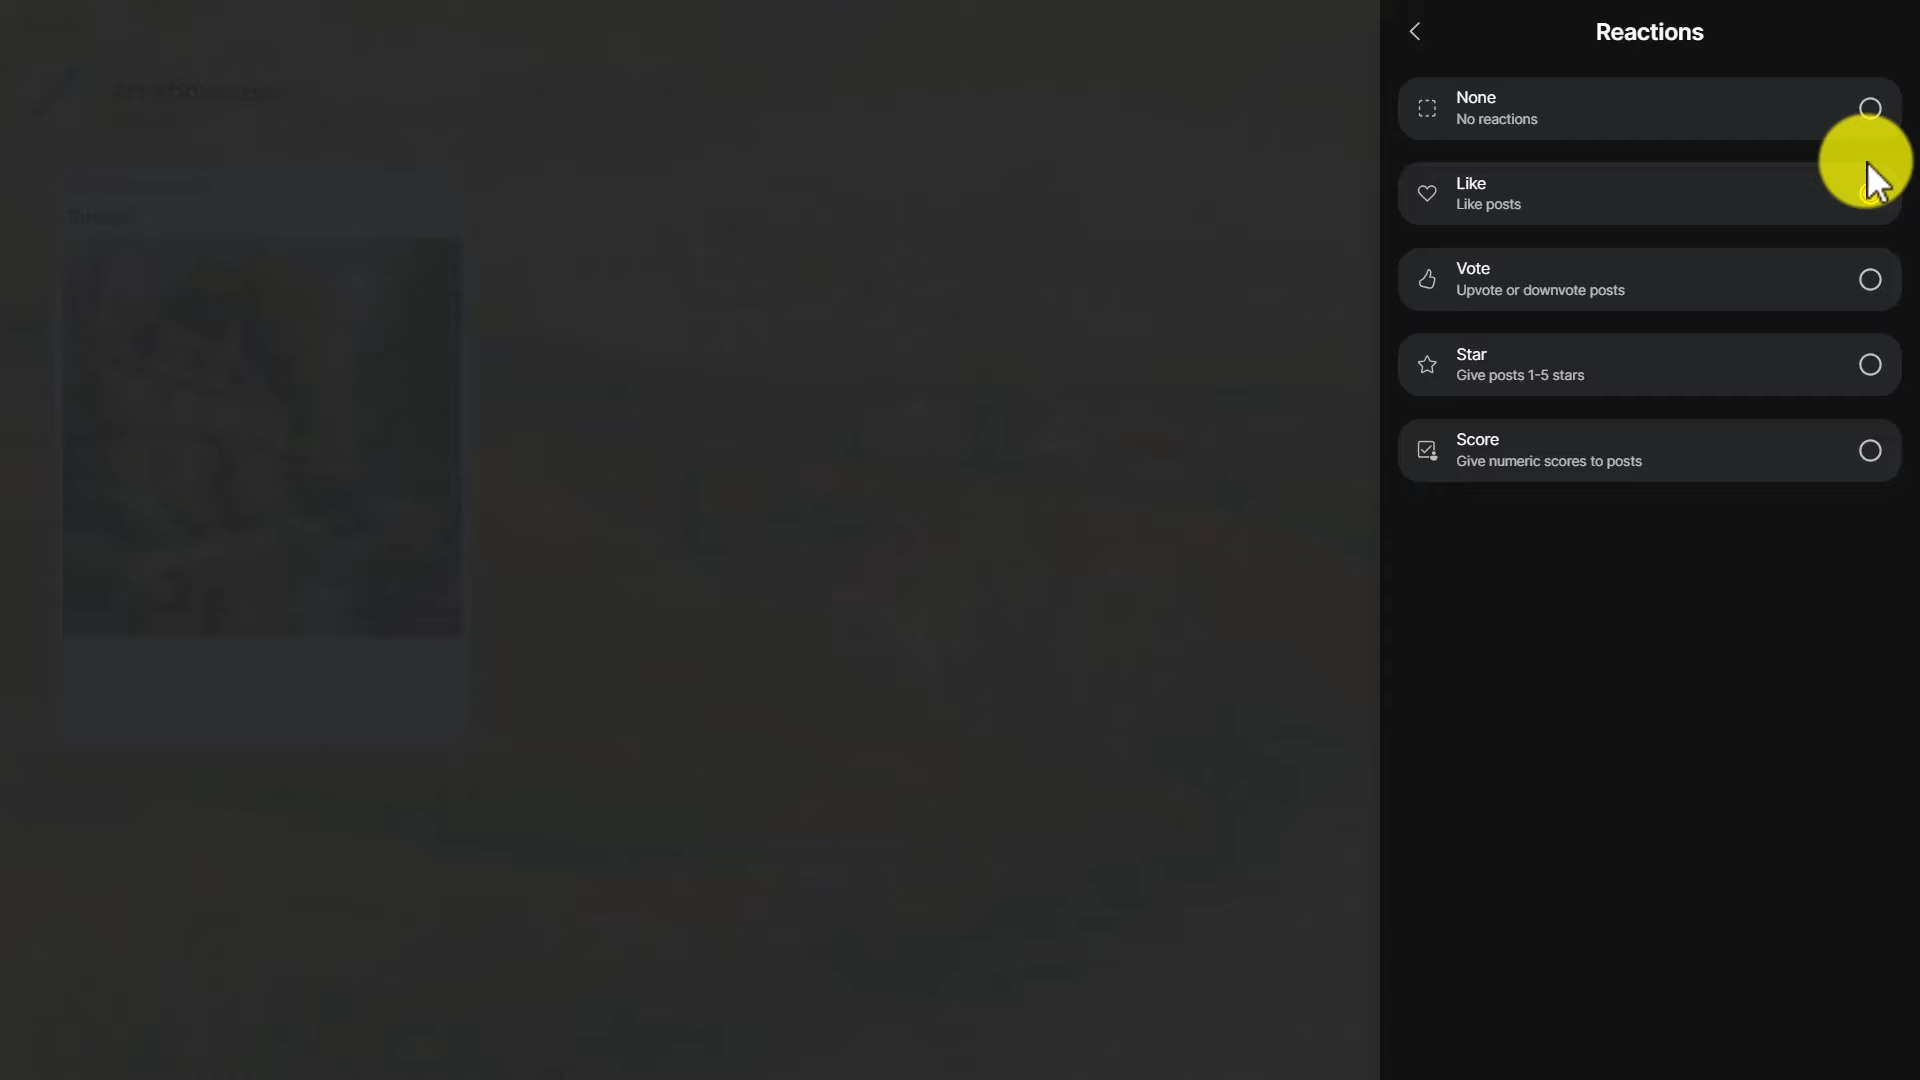 Reactions
None
No reactions
Like
Like posts
Vote
Upvote or downvote posts
Star
Give posts 1-5 stars
Score
Give numeric scores to posts